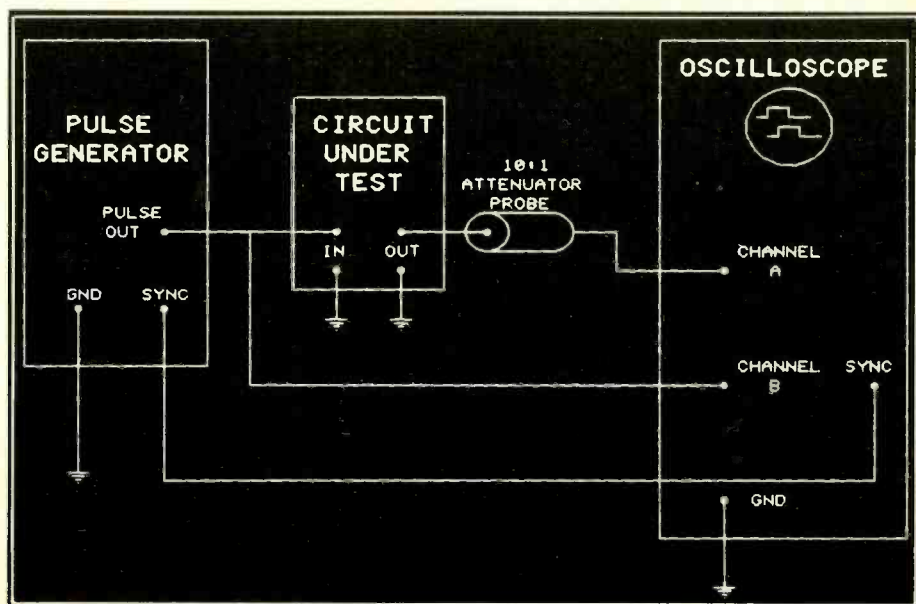 PULSE
GENERATOR
PULSE
OUT
GND SYNC
CIRCUIT
UNDER
TEST
IN OUT
10:1
ATTENUATOR
PROBE
OSCILLOSCOPE
CHANNEL
A
CHANNEL SYNC
B
GND